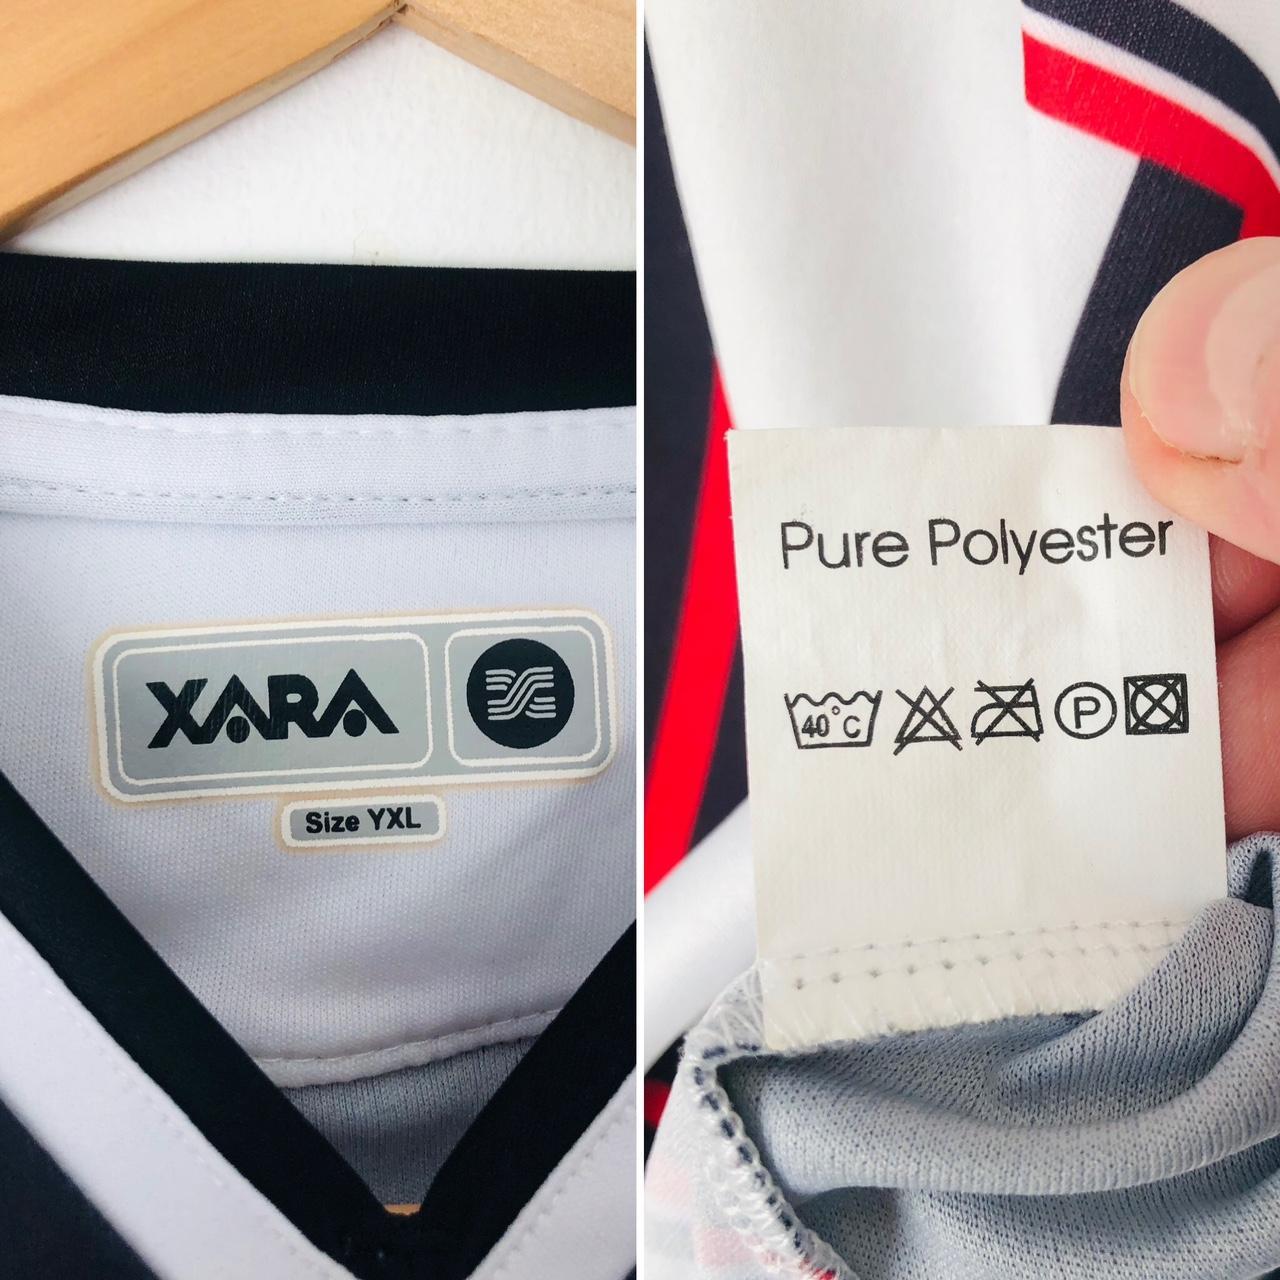 XARA
Size YXL
Pure Polyester
40°C
P